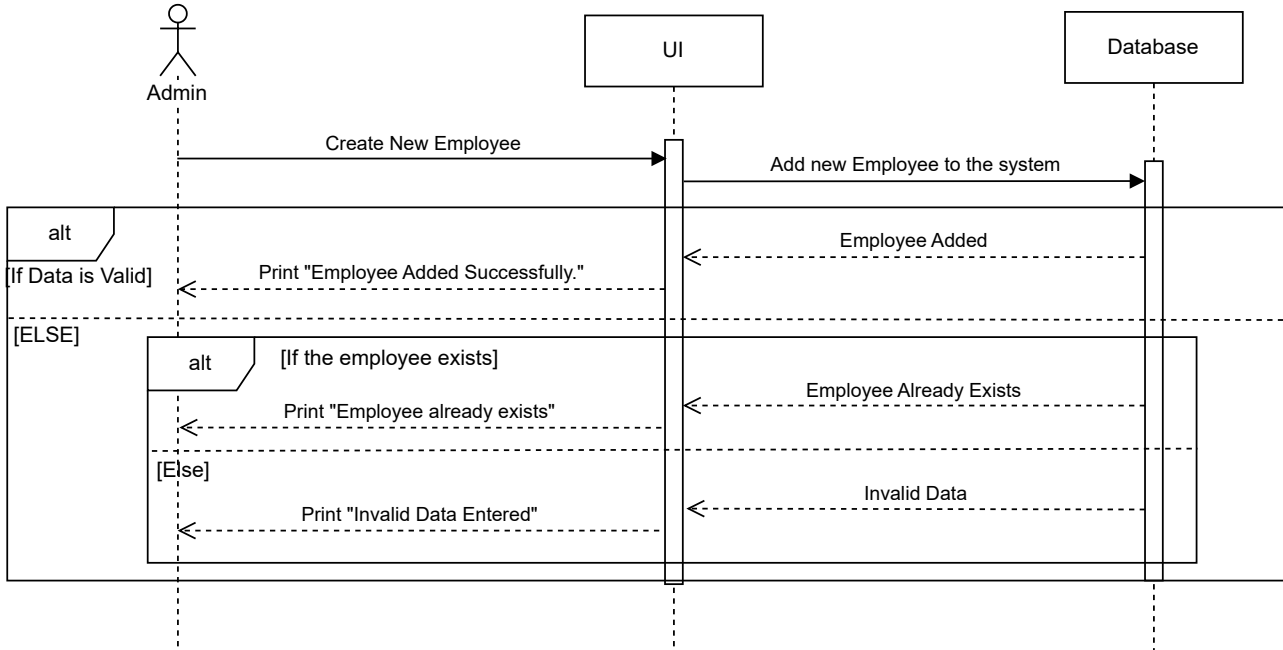 UI
Database
Admin
Create New Employee
Add new Employee to the system
alt
Employee Added
[If Data is Valid]
Print "Employee Added Successfully."
[ELSE]
alt
[If the employee exists]
Employee Already Exists
Print "Employee already exists"
[Else]
Invalid Data
Print "Invalid Data Entered"